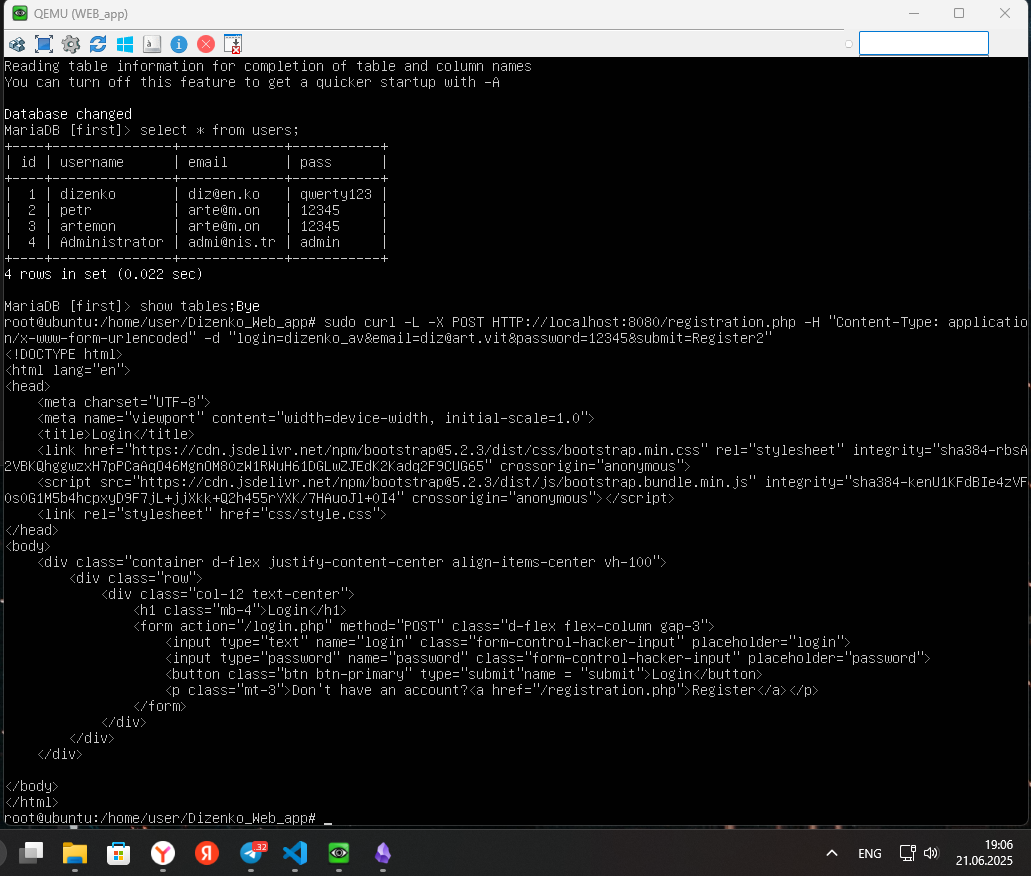 QEMU (WEB_app)
Reading table information for completion of table and column names
You can turn off this feature to get a quicker startup with -A
Database changed
MariaDB [first]> select * from users;
+----+---------------+-------------+-----------+
| id | username      | email       | pass      |
+----+---------------+-------------+-----------+
|  1 | dizenko       | diz@en.ko   | qwerty123 |
|  2 | petr          | arte@m.on   | 12345     |
|  3 | artemon       | arte@m.on   | 12345     |
|  4 | Administrator | admi@nis.tr | admin     |
+----+---------------+-------------+-----------+
4 rows in set (0.022 sec)
MariaDB [first]> show tables;Bye
root@ubuntu:/home/user/Dizenko_Web_app# sudo curl -L -X POST HTTP://localhost:8080/registration.php -H "Content-Type: applicatio
n/x-www-form-urlencoded" -d "login=dizenko_av&email=diz@art.vit&password=12345&submit=Register2"
<!DOCTYPE html>
<html lang="en">
<head>
    <meta charset="UTF-8">
    <meta name="viewport" content="width=device-width, initial-scale=1.0">
    <title>Login</title>
    <link href="https://cdn.jsdelivr.net/npm/bootstrap@5.2.3/dist/css/bootstrap.min.css" rel="stylesheet" integrity="sha384-rbsA
2VBKQhggwzxH7pPCaAqO46MgnOM80zW1RWuH61DGLwZJEdK2Kadq2F9CUG65" crossorigin="anonymous">
    <script src="https://cdn.jsdelivr.net/npm/bootstrap@5.2.3/dist/js/bootstrap.bundle.min.js" integrity="sha384-kenU1KFdBIe4zVF
0s0G1M5b4hcpxyD9F7jL+jjXkk+Q2h455rYXK/7HAuoJl+0I4" crossorigin="anonymous"></script>
    <link rel="stylesheet" href="css/style.css">
</head>
<body>
    <div class="container d-flex justify-content-center align-items-center vh-100">
        <div class="row">
            <div class="col-12 text-center">
                <h1 class="mb-4">Login</h1>
                <form action="/login.php" method="POST" class="d-flex flex-column gap-3">
                    <input type="text" name="login" class="form-control-hacker-input" placeholder="login">
                    <input type="password" name="password" class="form-control-hacker-input" placeholder="password">
                    <button class="btn btn-primary" type="submit"name = "submit">Login</button>
                    <p class="mt-3">Don't have an account?<a href="/registration.php">Register</a></p>
                </form>
            </div>
        </div>
    </div>
</body>
</html>
root@ubuntu:/home/user/Dizenko_Web_app# _
32
ENG
19:06
21.06.2025